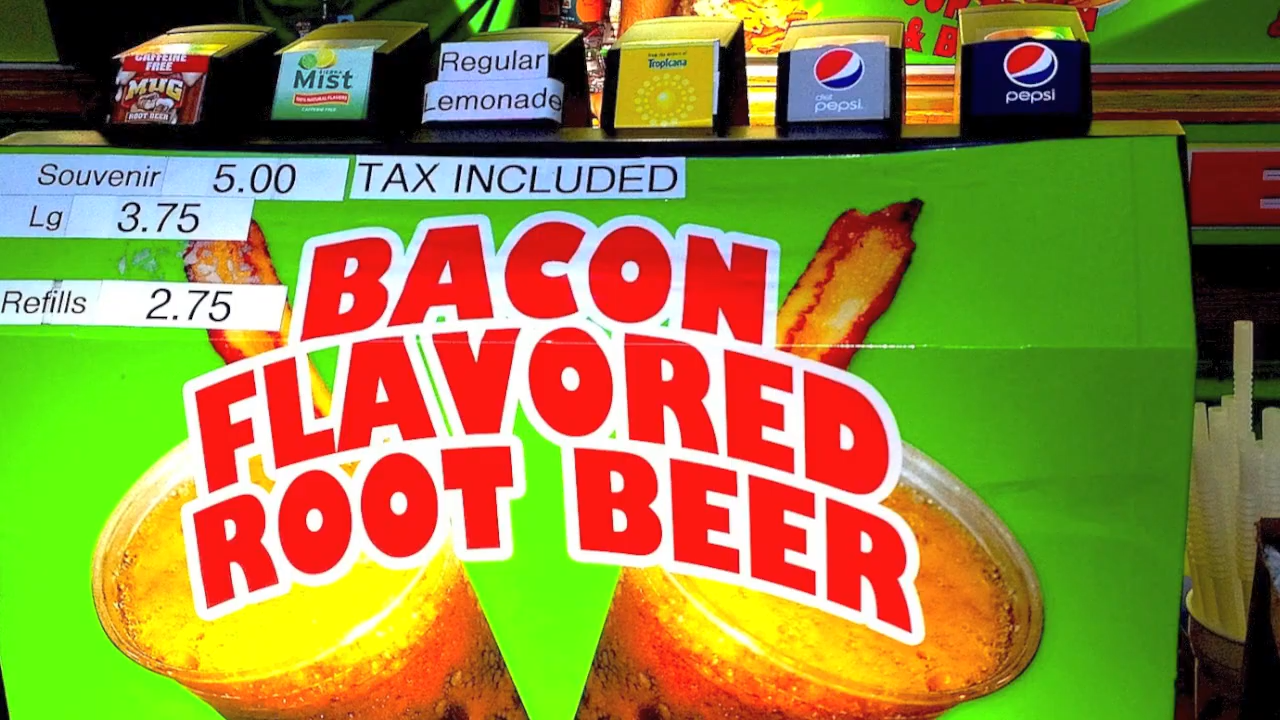 CAFFEINE
FREE
MUG
ROOT BEER
Mist
Regular
Lemonade
Tropicana
diet
pepsi
pepsi
& B
Souvenir 5.00 TAX INCLUDED
Lg 3.75
Refills 2.75
BACON
FLAVORED
ROOT BEER